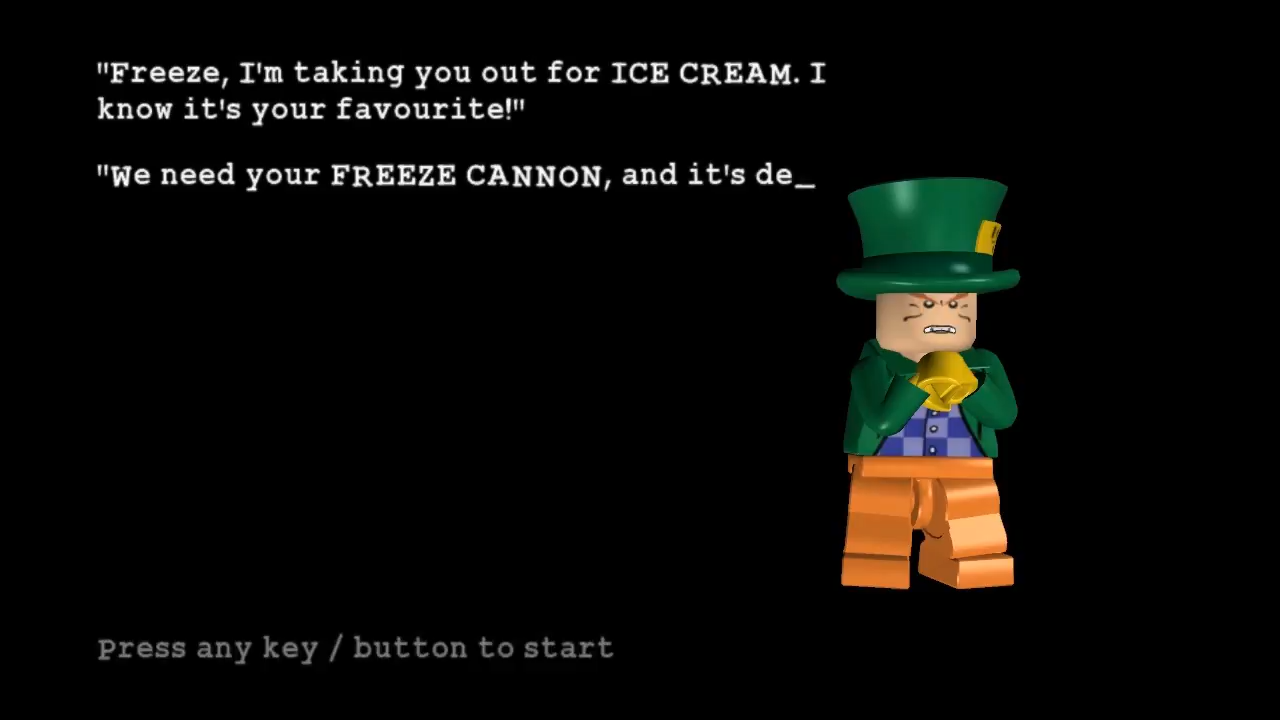 "Freeze, I'm taking you out for ICE CREAM. I
know it's your favourite!"
"We need your FREEZE CANNON, and it's de_
Press any key / button to start